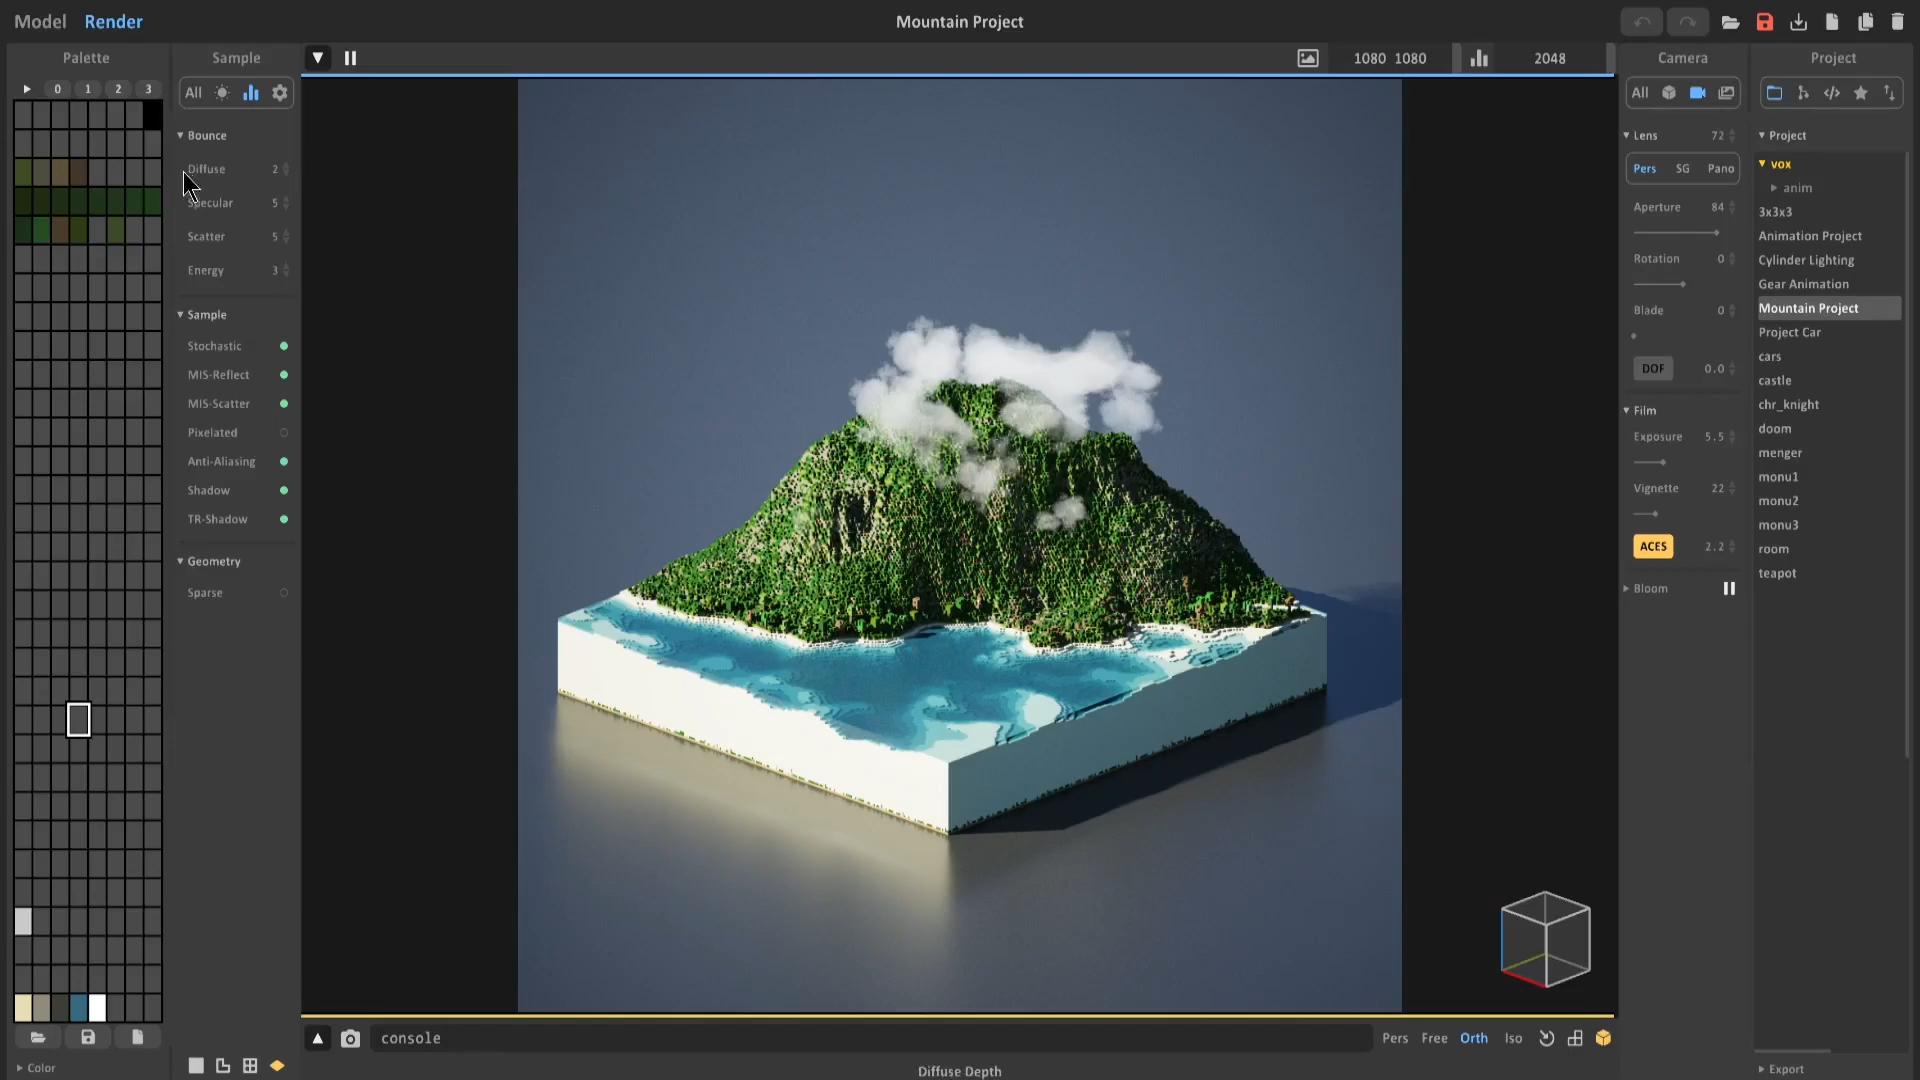 Model Render
Mountain Project
Palette
0 1 2 3
Color
Sample
All
Bounce
Diffuse 2
Specular 5
Scatter 5
Energy 3
Sample
Stochastic
MIS-Reflect
MIS-Scatter
Pixelated
Anti-Aliasing
Shadow
TR-Shadow
Geometry
Sparse
1080 1080
2048
console
Pers Free Orth Iso
Diffuse Depth
Camera
All
Lens 72
Pers SG Pano
Aperture 84
Rotation 0
Blade 0
DOF 0.0
Film
Exposure 5.5
Vignette 22
ACES 2.2
Bloom
Project
Project
vox
anim
3x3x3
Animation Project
Cylinder Lighting
Gear Animation
Mountain Project
Project Car
cars
castle
chr_knight
doom
menger
monu1
monu2
monu3
room
teapot
Export